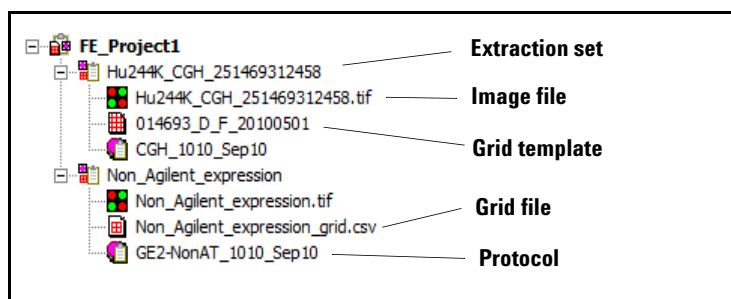 FE_Project1
Hu244K_CGH_251469312458
Extraction set
Hu244K_CGH_251469312458.tif
Image file
014693_D_F_20100501
Grid template
CGH_1010_Sep10
Non_Agilent_expression
Non_Agilent_expression.tif
Grid file
Non_Agilent_expression_grid.csv
GE2-NonAT_1010_Sep10
Protocol